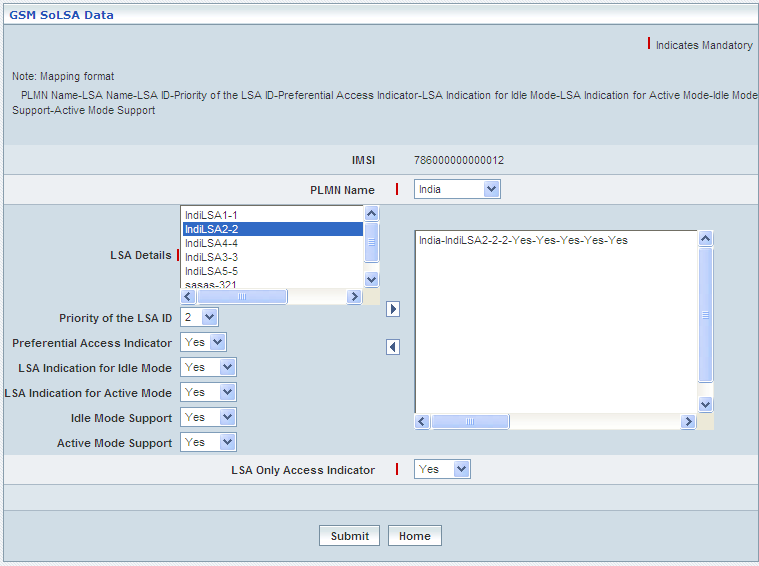 GSM SoLSA Data
Indicates Mandatory
Note: Mapping format
PLMN Name-LSA Name-LSA ID-Priority of the LSA ID-Preferential Access Indicator-LSA Indication for Idle Mode-LSA Indication for Active Mode-Idle Mode
Support-Active Mode Support
IMSI 786000000000012
PLMN Name India
LSA Details
IndiLSA1-1
IndiLSA2-2
IndiLSA4-4
IndiLSA3-3
IndiLSA5-5
sasas-321
India-IndiLSA2-2-2-Yes-Yes-Yes-Yes-Yes
Priority of the LSA ID 2
Preferential Access Indicator Yes
LSA Indication for Idle Mode Yes
LSA Indication for Active Mode Yes
Idle Mode Support Yes
Active Mode Support Yes
LSA Only Access Indicator Yes
Submit Home